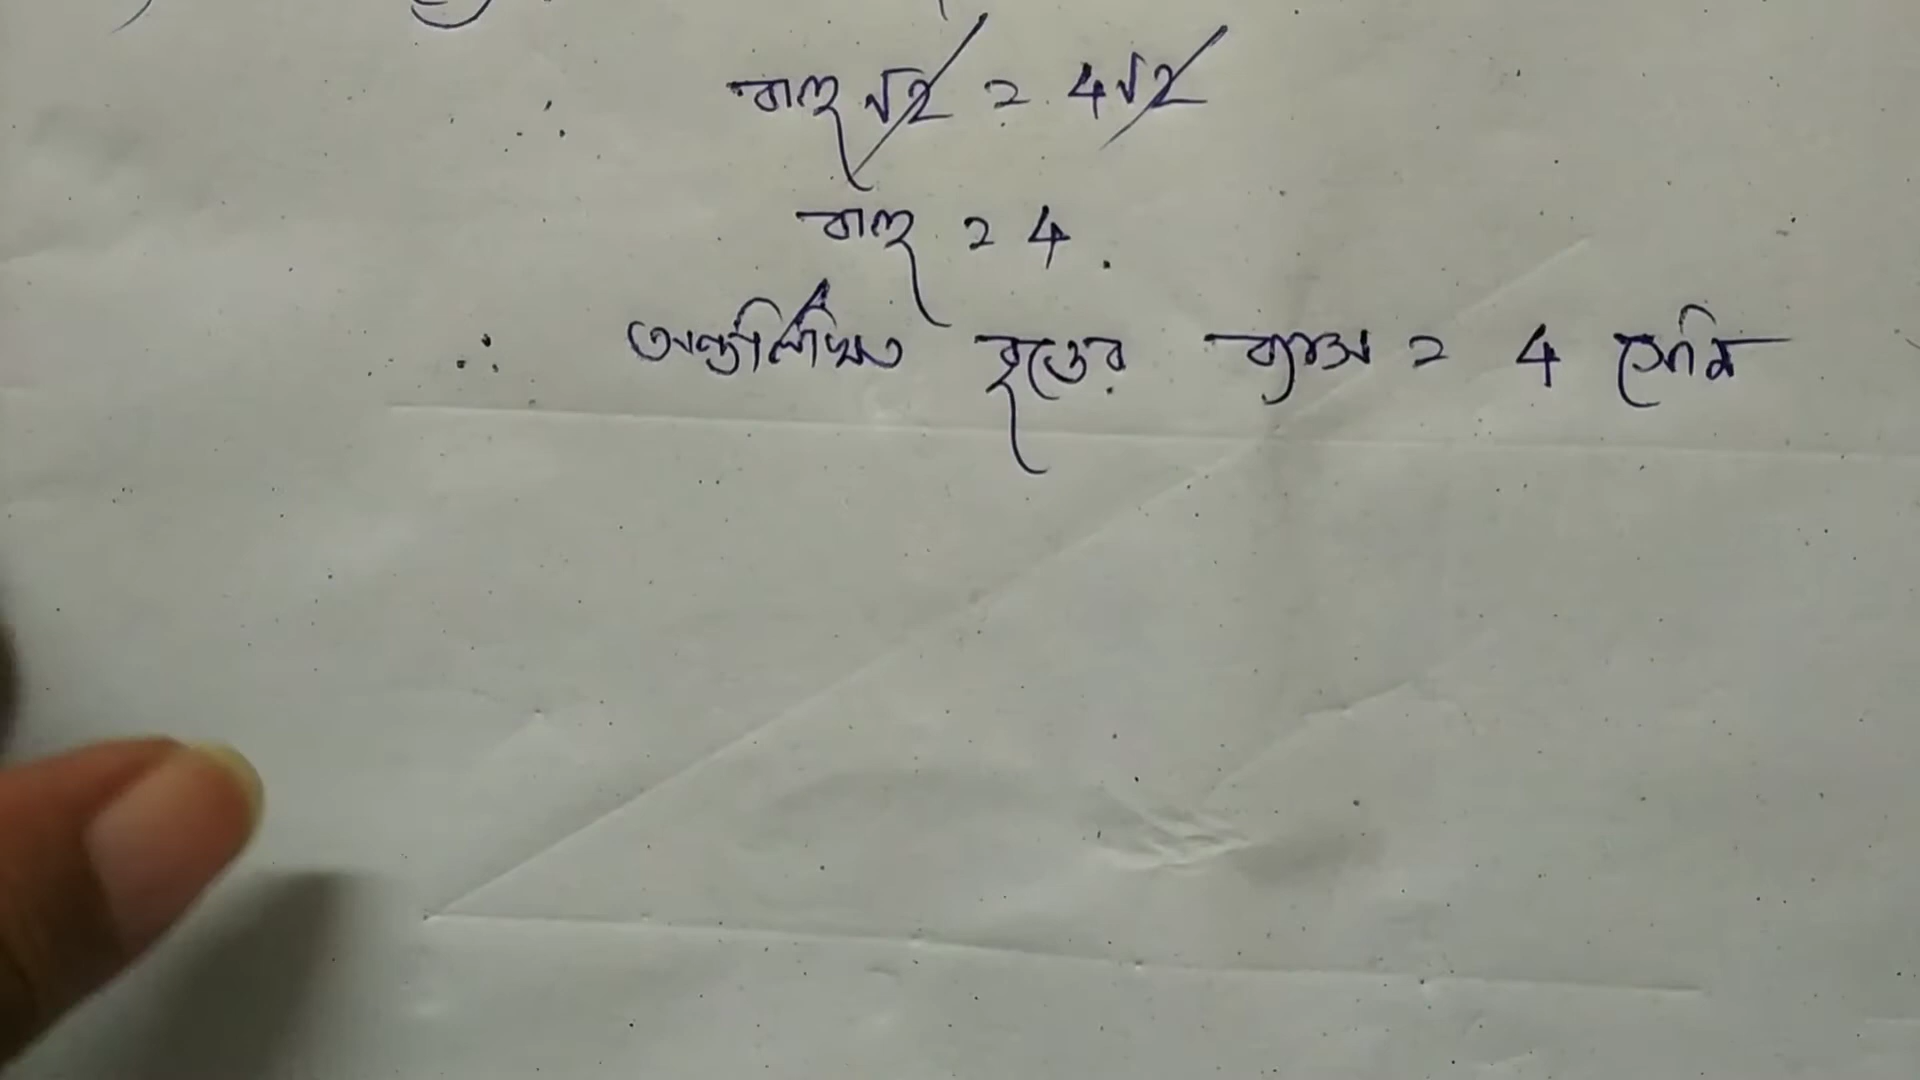 ∴ বাহু √2 = 4√2
বাহু = 4.
∴ অন্তর্লিখিত বৃত্তের ব্যাস = 4 সেমি